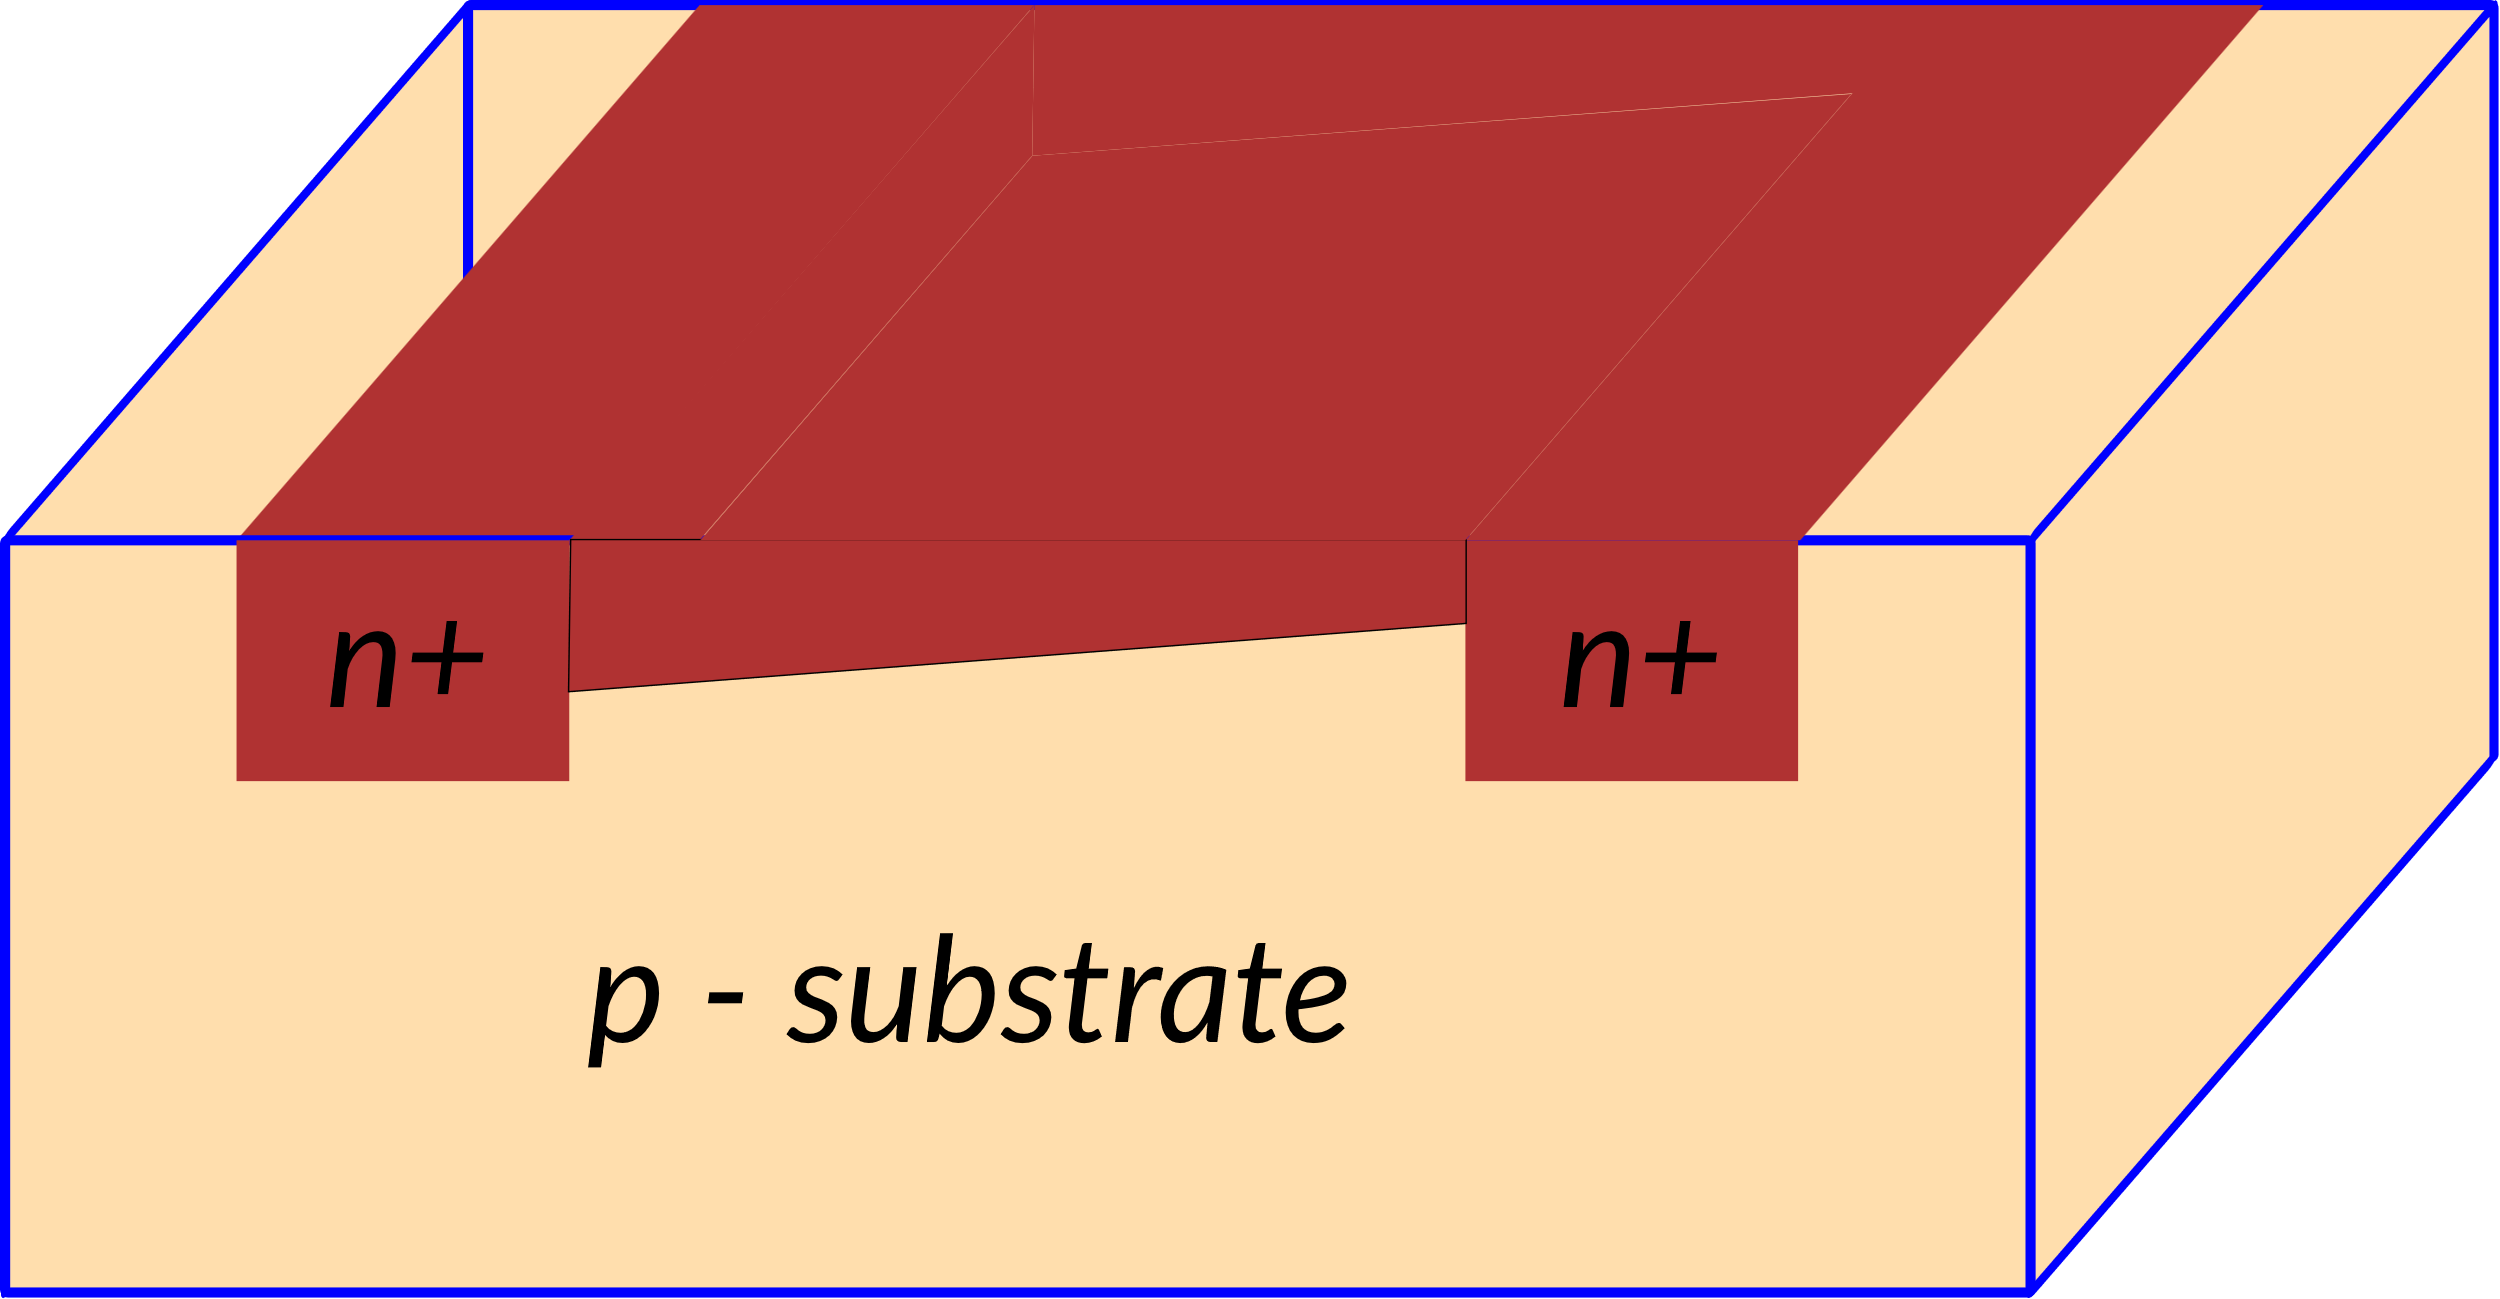 n+
n+
p - substrate